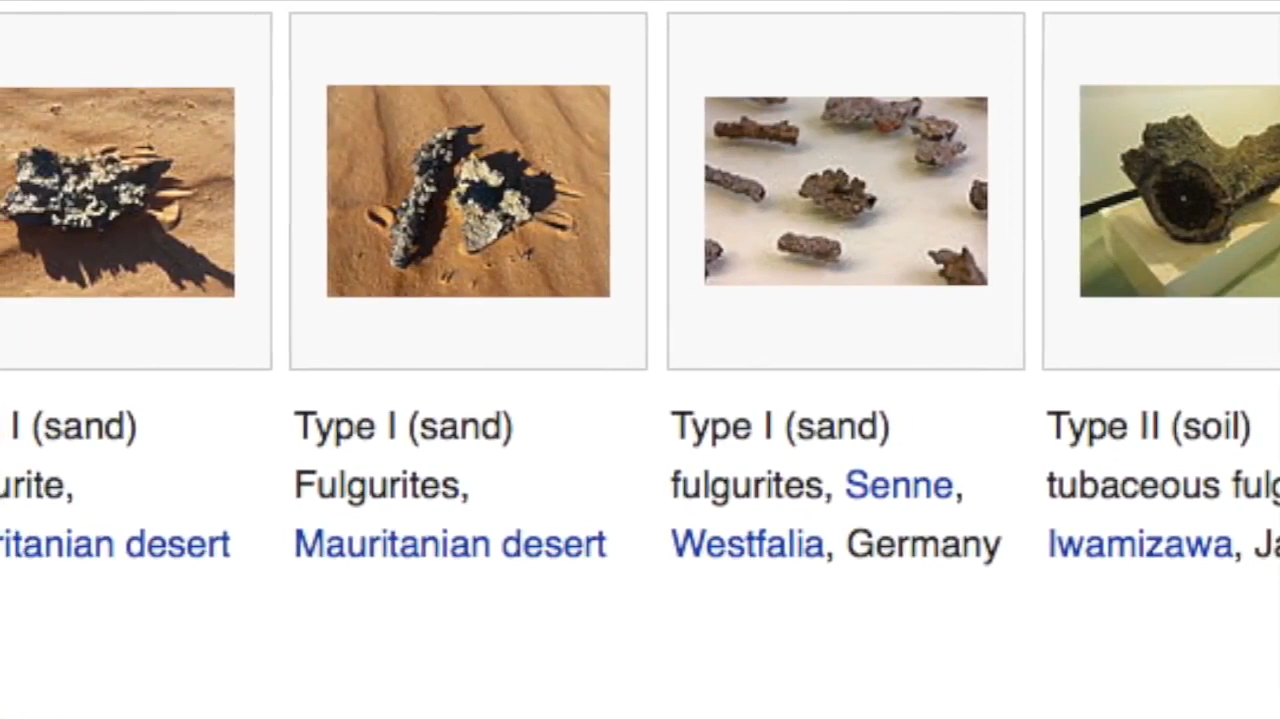 I (sand)
urite,
ritanian desert
Type I (sand)
Fulgurites,
Mauritanian desert
Type I (sand)
fulgurites, Senne,
Westfalia, Germany
Type II (soil)
tubaceous fulg
Iwamizawa, Ja